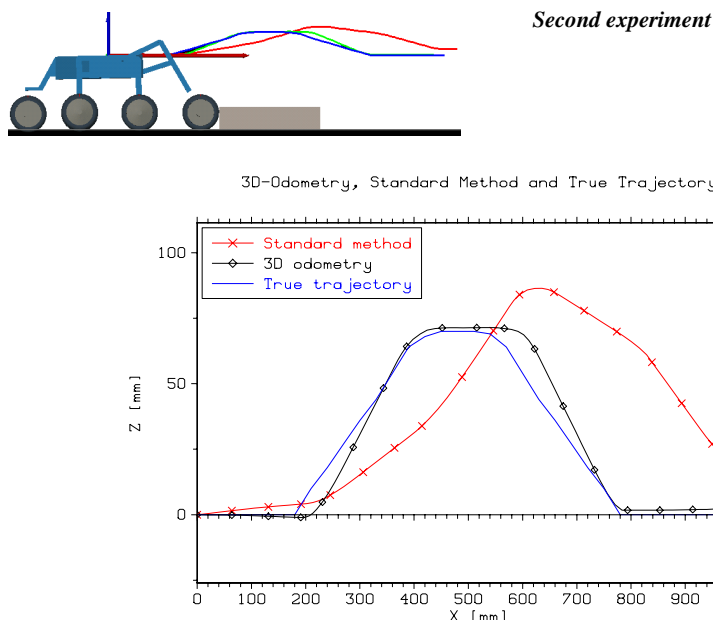 Second experiment
3D-Odometry, Standard Method and True Trajectory
Standard method
3D odometry
True trajectory
100
50
0
Z [mm]
0 100 200 300 400 500 600 700 800 900
X [mm]